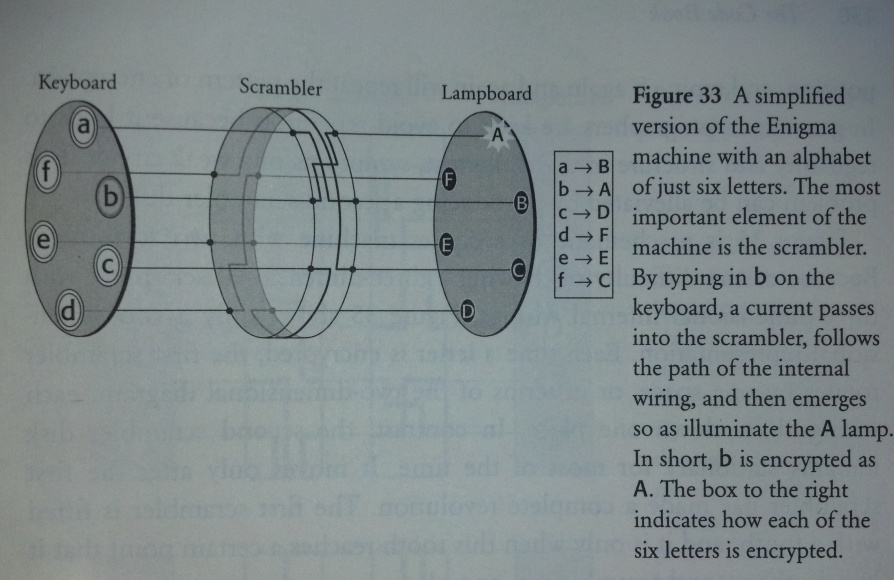 Keyboard
Scrambler
Lampboard
a
f
b
e
c
d
A
F
B
E
C
D
a → B
b → A
c → D
d → F
e → E
f → C
Figure 33 A simplified
version of the Enigma
machine with an alphabet
of just six letters. The most
important element of the
machine is the scrambler.
By typing in b on the
keyboard, a current passes
into the scrambler, follows
the path of the internal
wiring, and then emerges
so as illuminate the A lamp.
In short, b is encrypted as
A. The box to the right
indicates how each of the
six letters is encrypted.